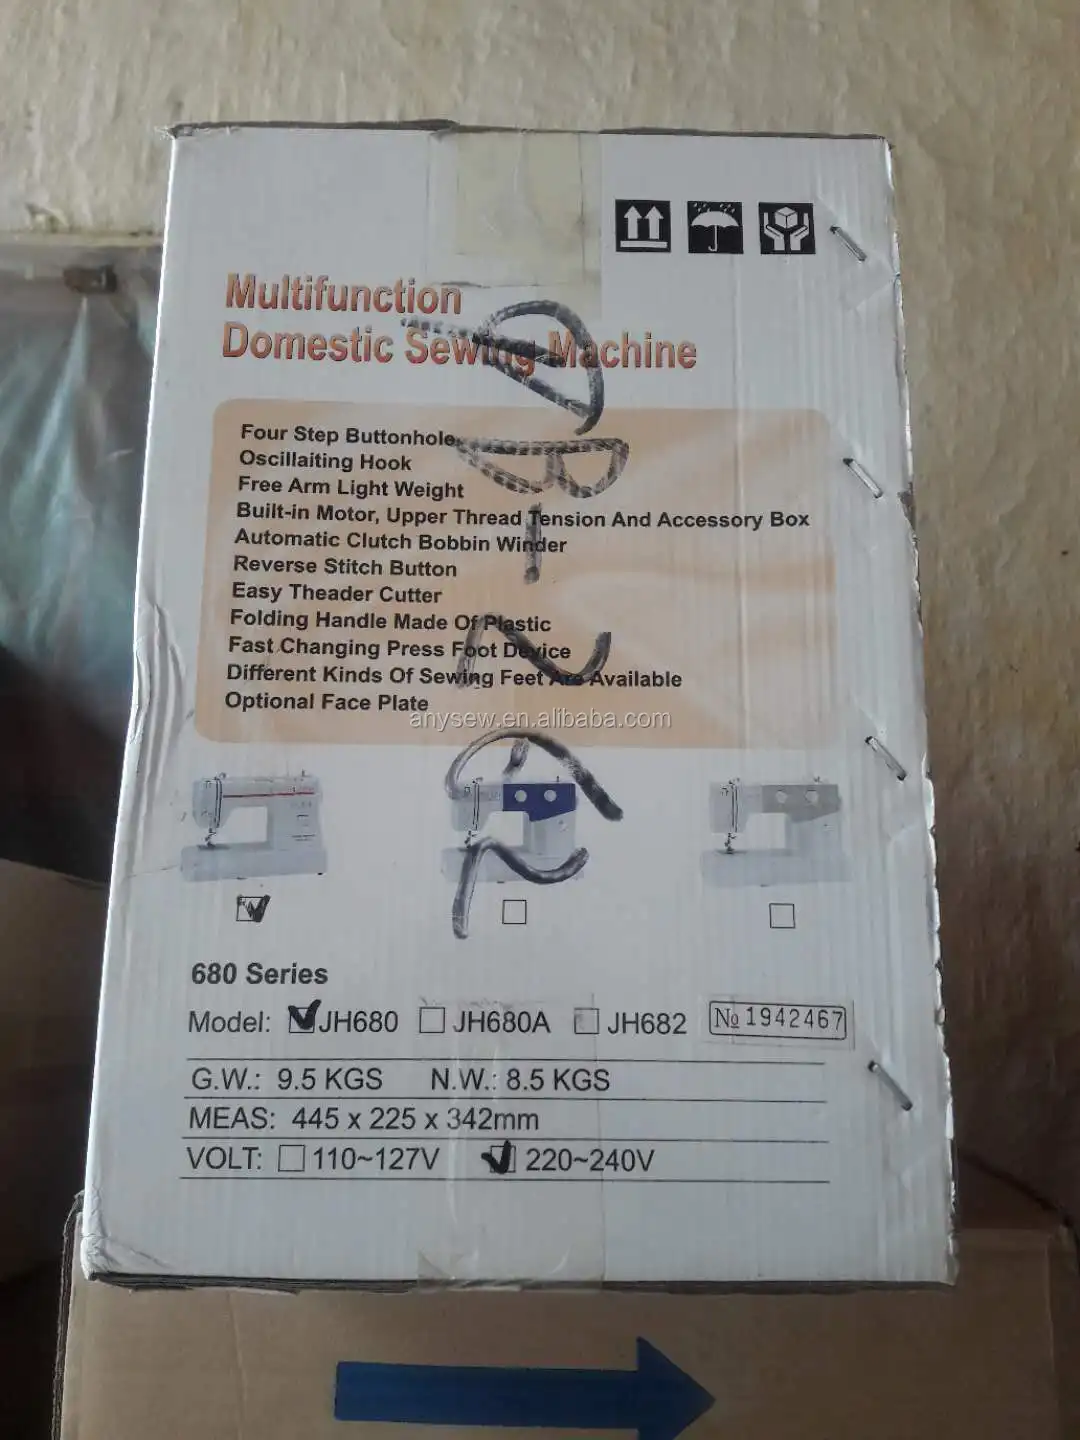 Multifunction
Domestic Sewing Machine
Four Step Buttonhole
Oscillaiting Hook
Free Arm Light Weight
Built-in Motor, Upper Thread Tension And Accessory Box
Automatic Clutch Bobbin Winder
Reverse Stitch Button
Easy Theader Cutter
Folding Handle Made Of Plastic
Fast Changing Press Foot Device
Different Kinds Of Sewing Feet Are Available
Optional Face Plate
anysew.en.alibaba.com
680 Series
Model: JH680 JH680A JH682 № 1942467
G.W.: 9.5 KGS N.W.: 8.5 KGS
MEAS: 445 x 225 x 342mm
VOLT: 110~127V 220~240V